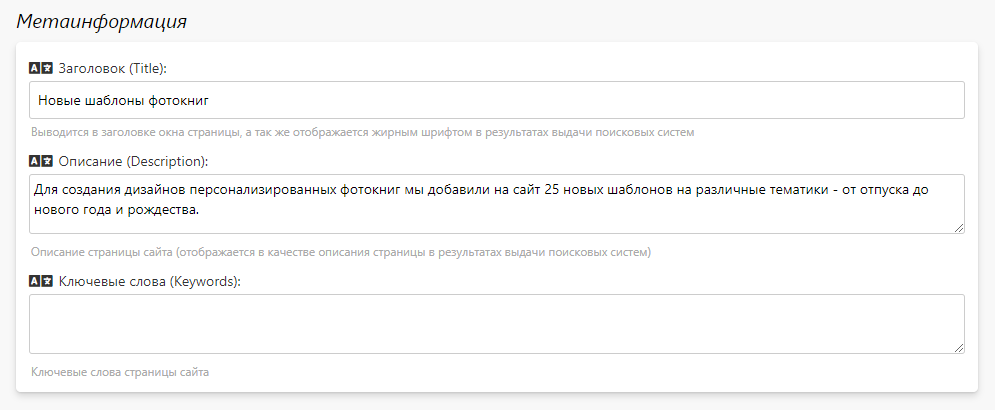 Метаинформация
Заголовок (Title):
Новые шаблоны фотокниг
Выводится в заголовке окна страницы, а так же отображается жирным шрифтом в результатах выдачи поисковых систем
Описание (Description):
Для создания дизайнов персонализированных фотокниг мы добавили на сайт 25 новых шаблонов на различные тематики - от отпуска до
нового года и рождества.
Описание страницы сайта (отображается в качестве описания страницы в результатах выдачи поисковых систем)
Ключевые слова (Keywords):
Ключевые слова страницы сайта